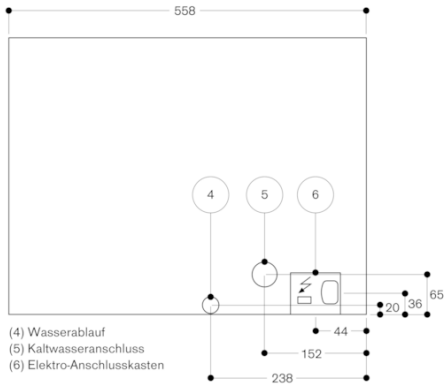 558
4 5 6
65
36
20
44
152
238
(4) Wasserablauf
(5) Kaltwasseranschluss
(6) Elektro-Anschlusskasten